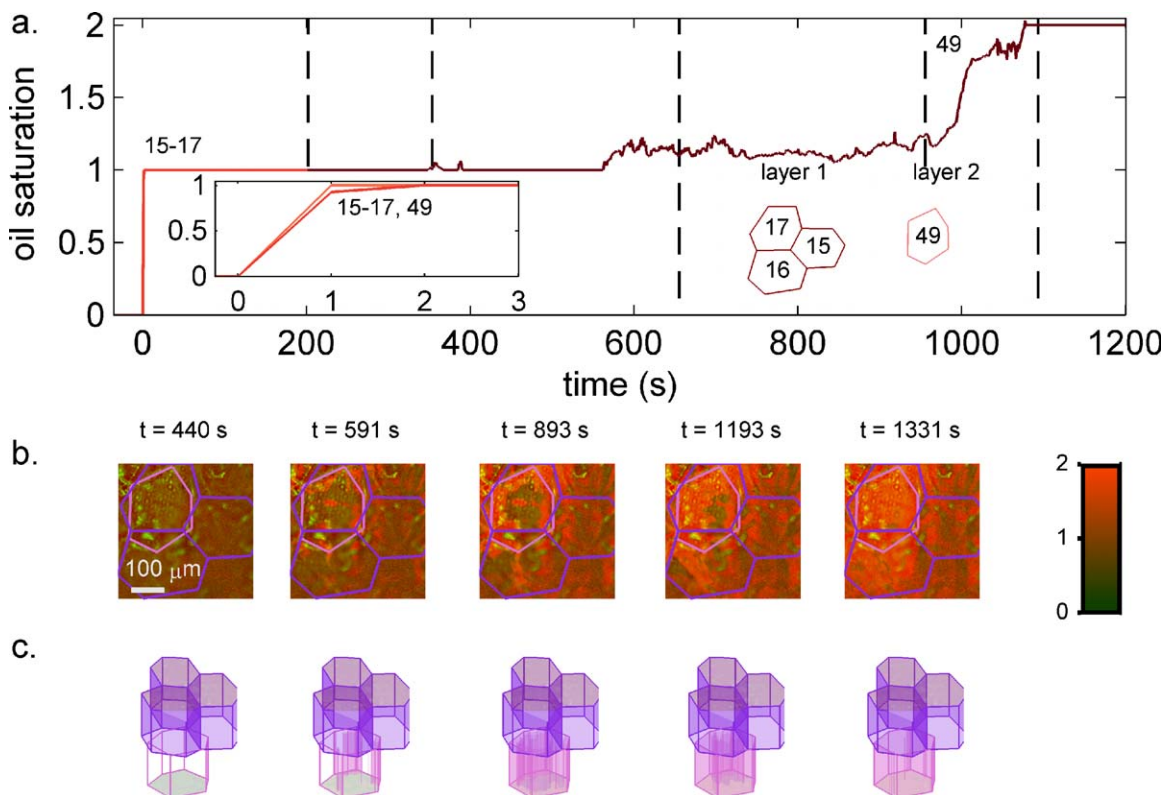 a.
oil saturation
2
1.5
1
0.5
0
15-17
49
1
0.5
0
15-17, 49
0 1 2 3
layer 1 layer 2
17
15
16
49
0 200 400 600 800 1000 1200
time (s)
b.
t = 440 s t = 591 s t = 893 s t = 1193 s t = 1331 s
100 μm
2
1
0
c.